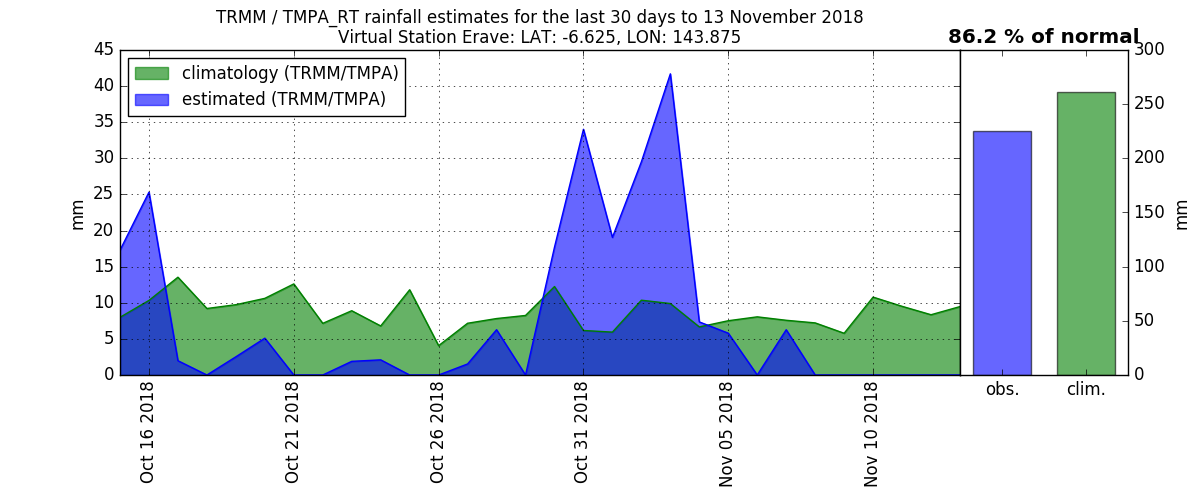 TRMM / TMPA_RT rainfall estimates for the last 30 days to 13 November 2018
Virtual Station Erave: LAT: -6.625, LON: 143.875
86.2 % of normal
climatology (TRMM/TMPA)
estimated (TRMM/TMPA)
45
40
35
30
25
20
15
10
5
0
mm
Oct 16 2018
Oct 21 2018
Oct 26 2018
Oct 31 2018
Nov 05 2018
Nov 10 2018
300
250
200
150
100
50
0
mm
obs.
clim.